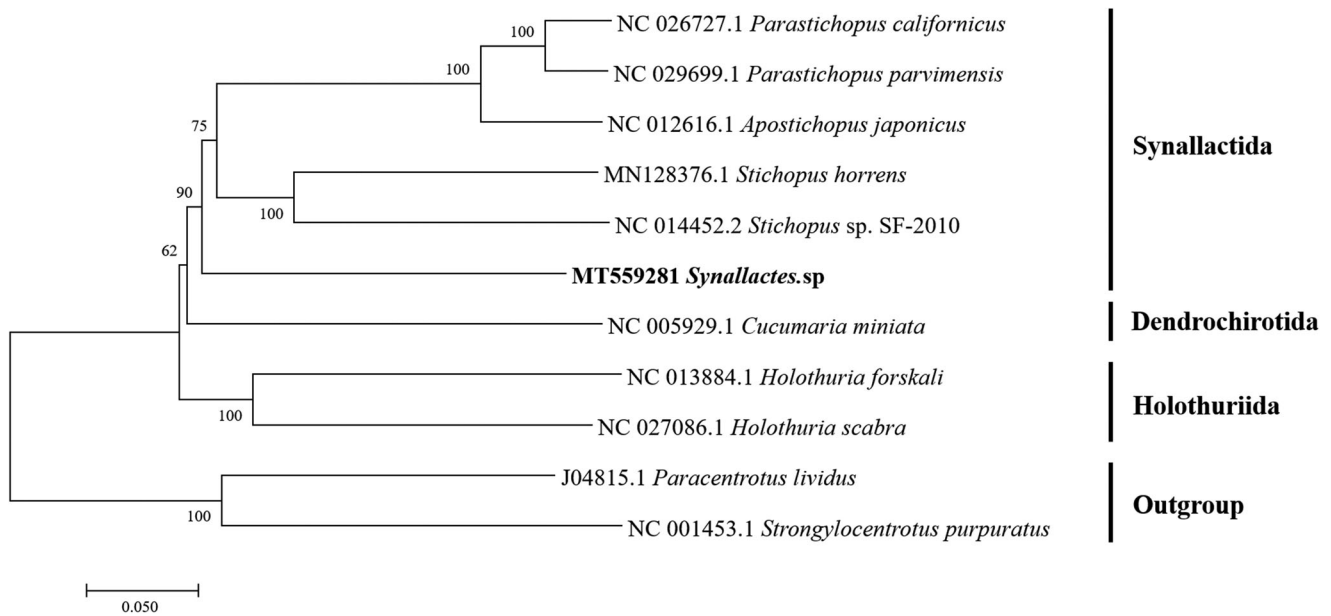 NC 026727.1 Parastichopus californicus
100
NC 029699.1 Parastichopus parvimensis
100
NC 012616.1 Apostichopus japonicus
75
Synallactida
MN128376.1 Stichopus horrens
90
100
NC 014452.2 Stichopus sp. SF-2010
62
MT559281 Synallactes.sp
NC 005929.1 Cucumaria miniata
Dendrochirotida
NC 013884.1 Holothuria forskali
100
Holothuriida
NC 027086.1 Holothuria scabra
J04815.1 Paracentrotus lividus
100
Outgroup
NC 001453.1 Strongylocentrotus purpuratus
0.050